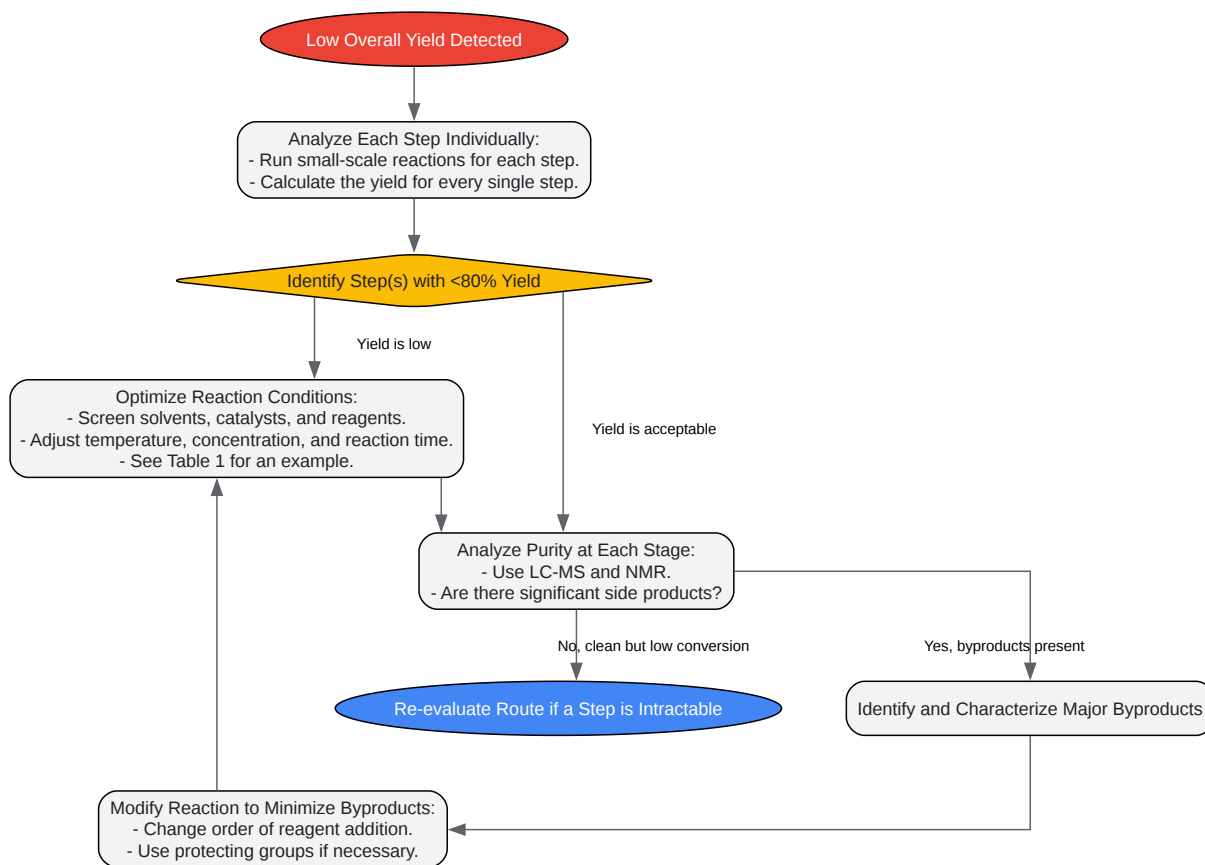 Low Overall Yield Detected
Analyze Each Step Individually:
- Run small-scale reactions for each step.
- Calculate the yield for every single step.
Identify Step(s) with <80% Yield
Yield is low
Optimize Reaction Conditions:
- Screen solvents, catalysts, and reagents.
- Adjust temperature, concentration, and reaction time.
- See Table 1 for an example.
Yield is acceptable
Analyze Purity at Each Stage:
- Use LC-MS and NMR.
- Are there significant side products?
No, clean but low conversion
Yes, byproducts present
Re-evaluate Route if a Step is Intractable
Identify and Characterize Major Byproducts
Modify Reaction to Minimize Byproducts:
- Change order of reagent addition.
- Use protecting groups if necessary.